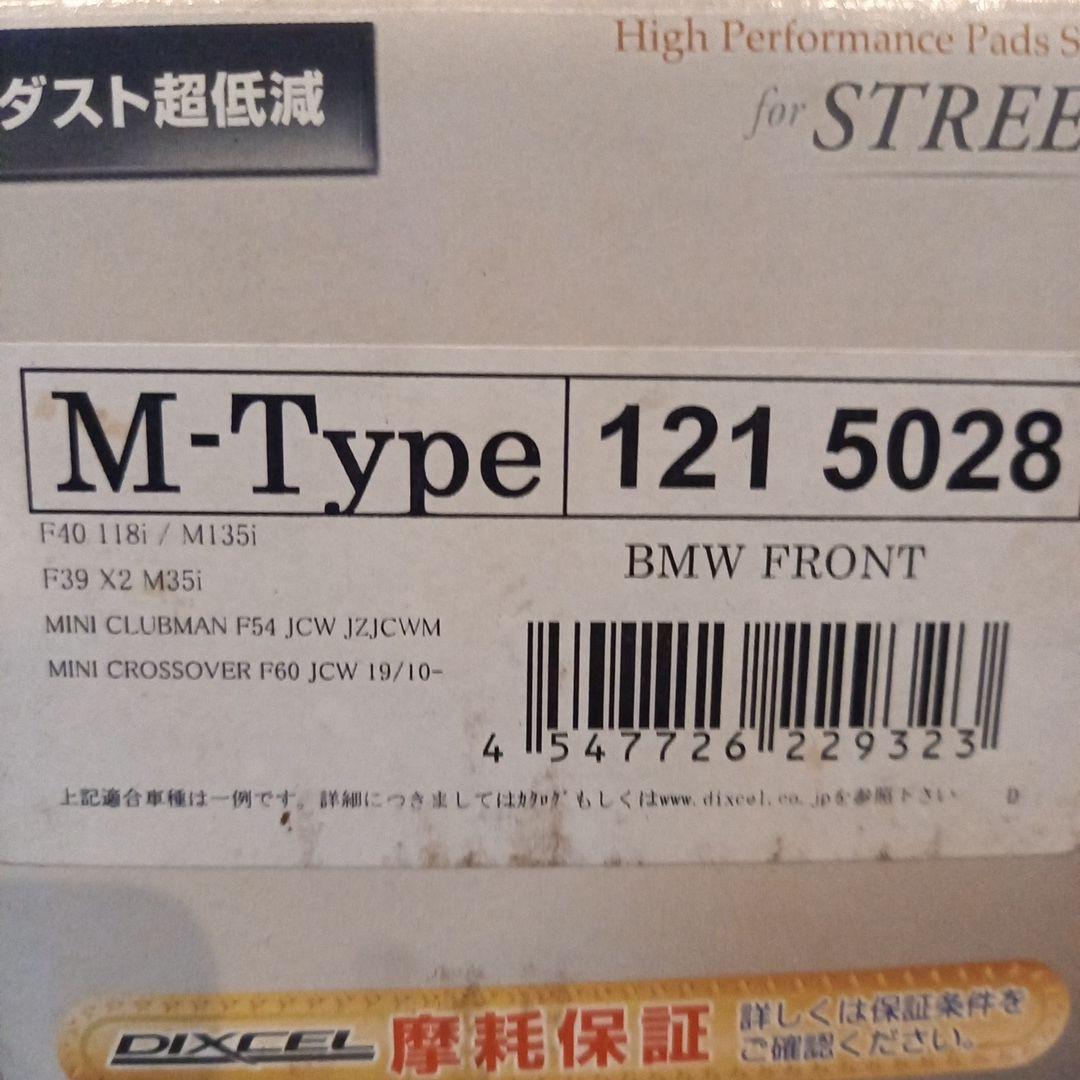 High Performance Pads S
ダスト超低減
for STREE
M-Type
121 5028
F40 118i / M135i
F39 X2 M35i
MINI CLUBMAN F54 JCW JZJCWM
MINI CROSSOVER F60 JCW 19/10-
BMW FRONT
4 547726 229323
上記適合車種は一例です。詳細につきましてはｶﾀﾛｸﾞもしくはwww.dixcel.co.jpを参照下さい D
DIXCEL 摩耗保証
詳しくは保証条件を
ご確認ください。